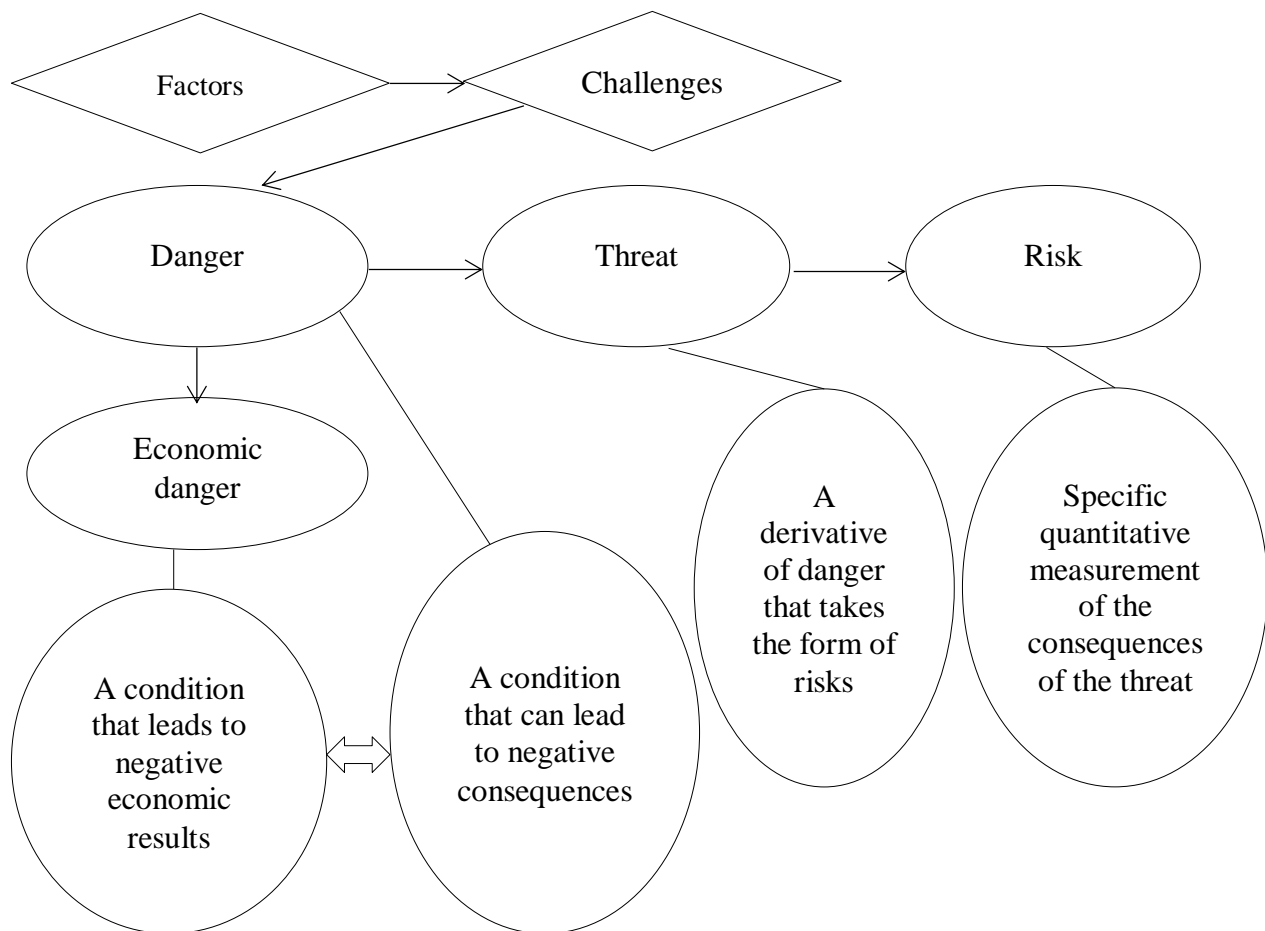 Factors
Challenges
Danger
Threat
Risk
Economic
danger
A condition
that leads to
negative
economic
results
A condition
that can lead
to negative
consequences
A
derivative
of danger
that takes
the form of
risks
Specific
quantitative
measurement
of the
consequences
of the threat